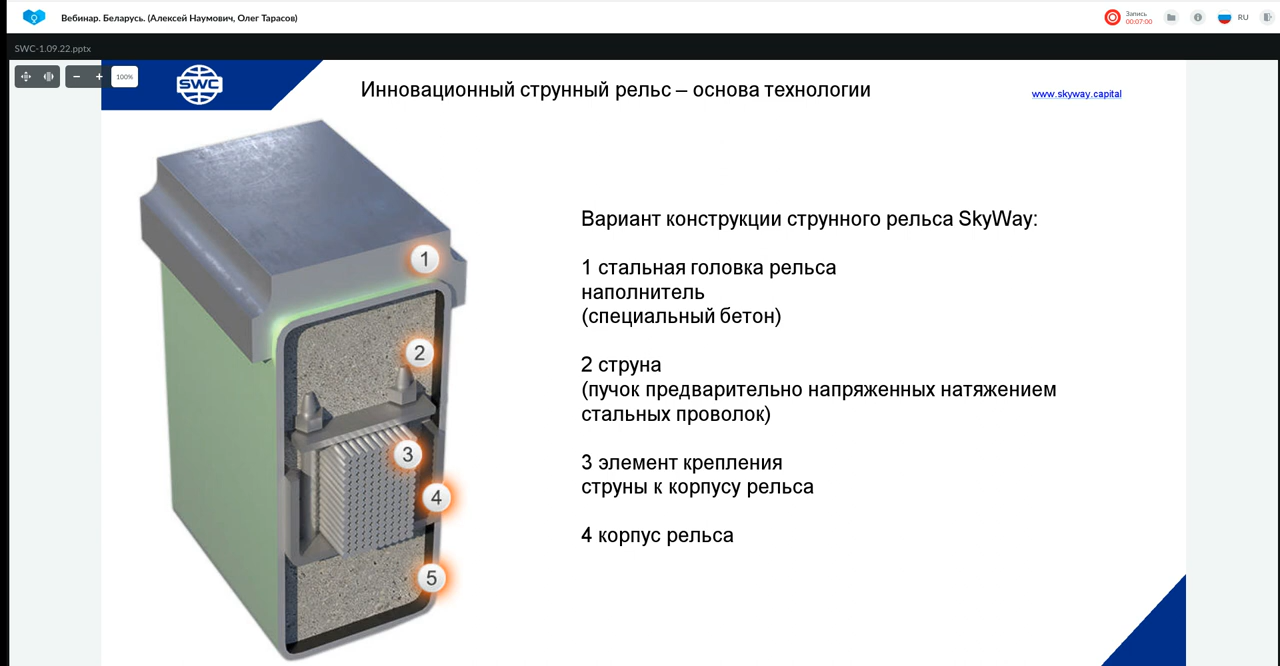 Вебинар. Беларусь. (Алексей Наумович, Олег Тарасов)
Запись
00:07:00
RU
SWC-1.09.22.pptx
100%
SWC
Инновационный струнный рельс – основа технологии
www.skyway.capital
Вариант конструкции струнного рельса SkyWay:
1 стальная головка рельса
наполнитель
(специальный бетон)
2 струна
(пучок предварительно напряженных натяжением
стальных проволок)
3 элемент крепления
струны к корпусу рельса
4 корпус рельса
1
2
3
4
5